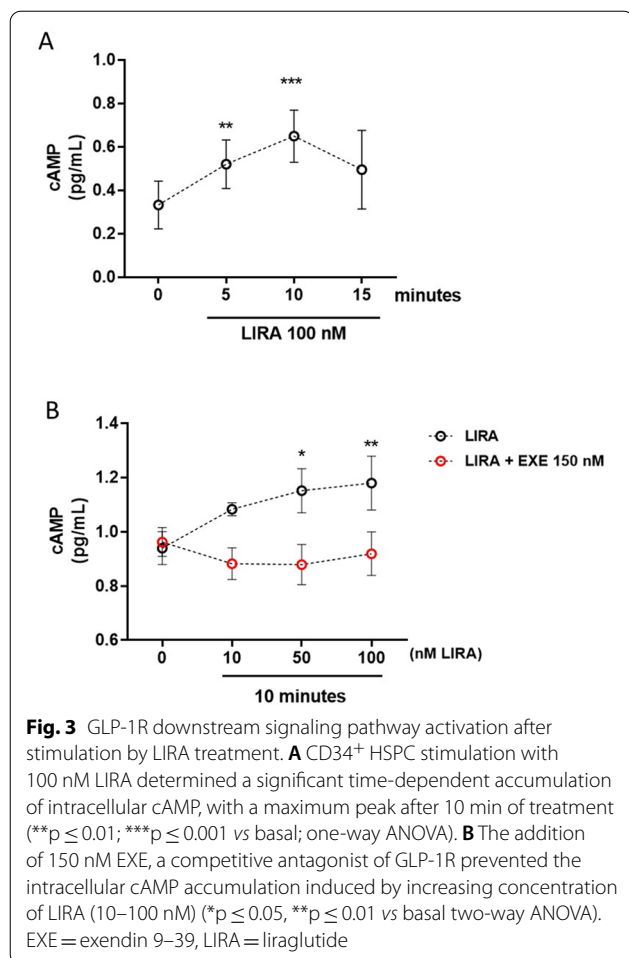 A
1.0
0.8
0.6
0.4
0.2
0.0
cAMP
(pg/mL)
**
***
0 5 10 15 minutes
LIRA 100 nM
B
1.4
1.2
1.0
0.8
0.6
cAMP
(pg/mL)
*
**
LIRA
LIRA + EXE 150 nM
0 10 50 100 (nM LIRA)
10 minutes
Fig. 3 GLP-1R downstream signaling pathway activation after
stimulation by LIRA treatment. A CD34⁺ HSPC stimulation with
100 nM LIRA determined a significant time-dependent accumulation
of intracellular cAMP, with a maximum peak after 10 min of treatment
(**p ≤ 0.01; ***p ≤ 0.001 vs basal; one-way ANOVA). B The addition
of 150 nM EXE, a competitive antagonist of GLP-1R prevented the
intracellular cAMP accumulation induced by increasing concentration
of LIRA (10–100 nM) (*p ≤ 0.05, **p ≤ 0.01 vs basal two-way ANOVA).
EXE = exendin 9–39, LIRA = liraglutide